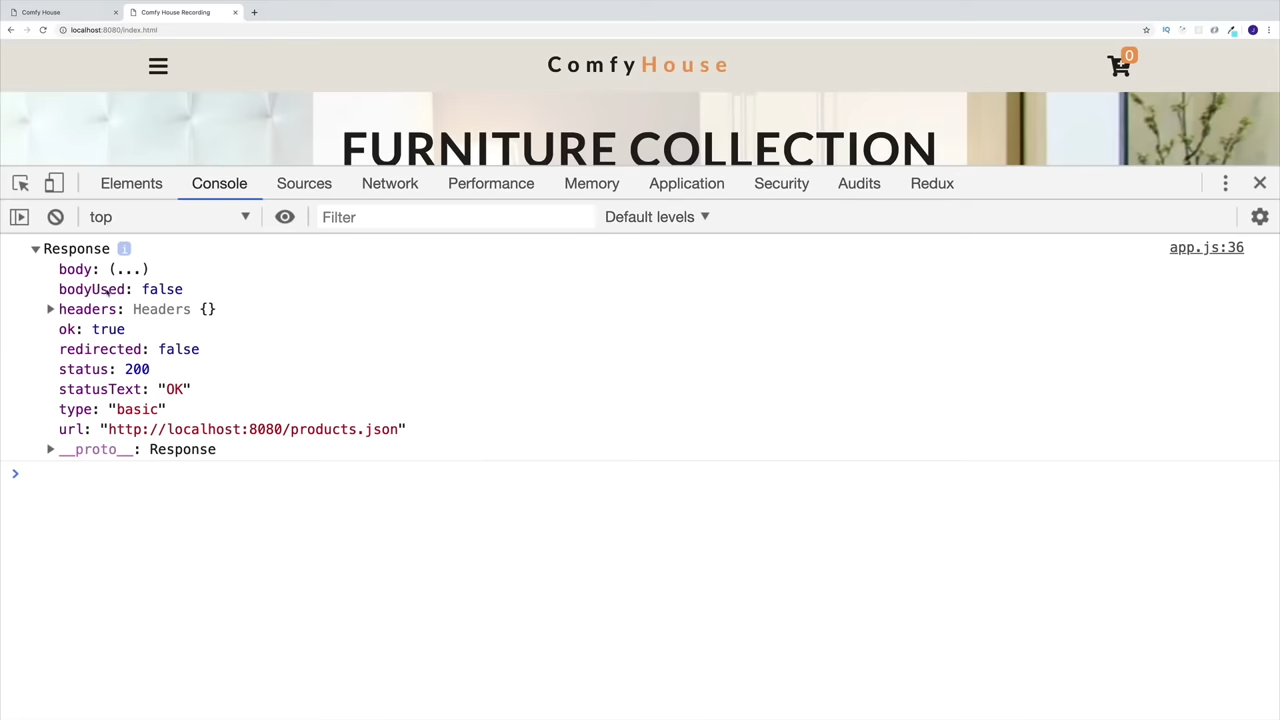 Comfy House
Comfy House Recording
localhost:8080/index.html
IQ
J
ComfyHouse
0
FURNITURE COLLECTION
Elements Console Sources Network Performance Memory Application Security Audits Redux
top Filter Default levels
Response i app.js:36
body: (...)
bodyUsed: false
headers: Headers {}
ok: true
redirected: false
status: 200
statusText: "OK"
type: "basic"
url: "http://localhost:8080/products.json"
__proto__: Response